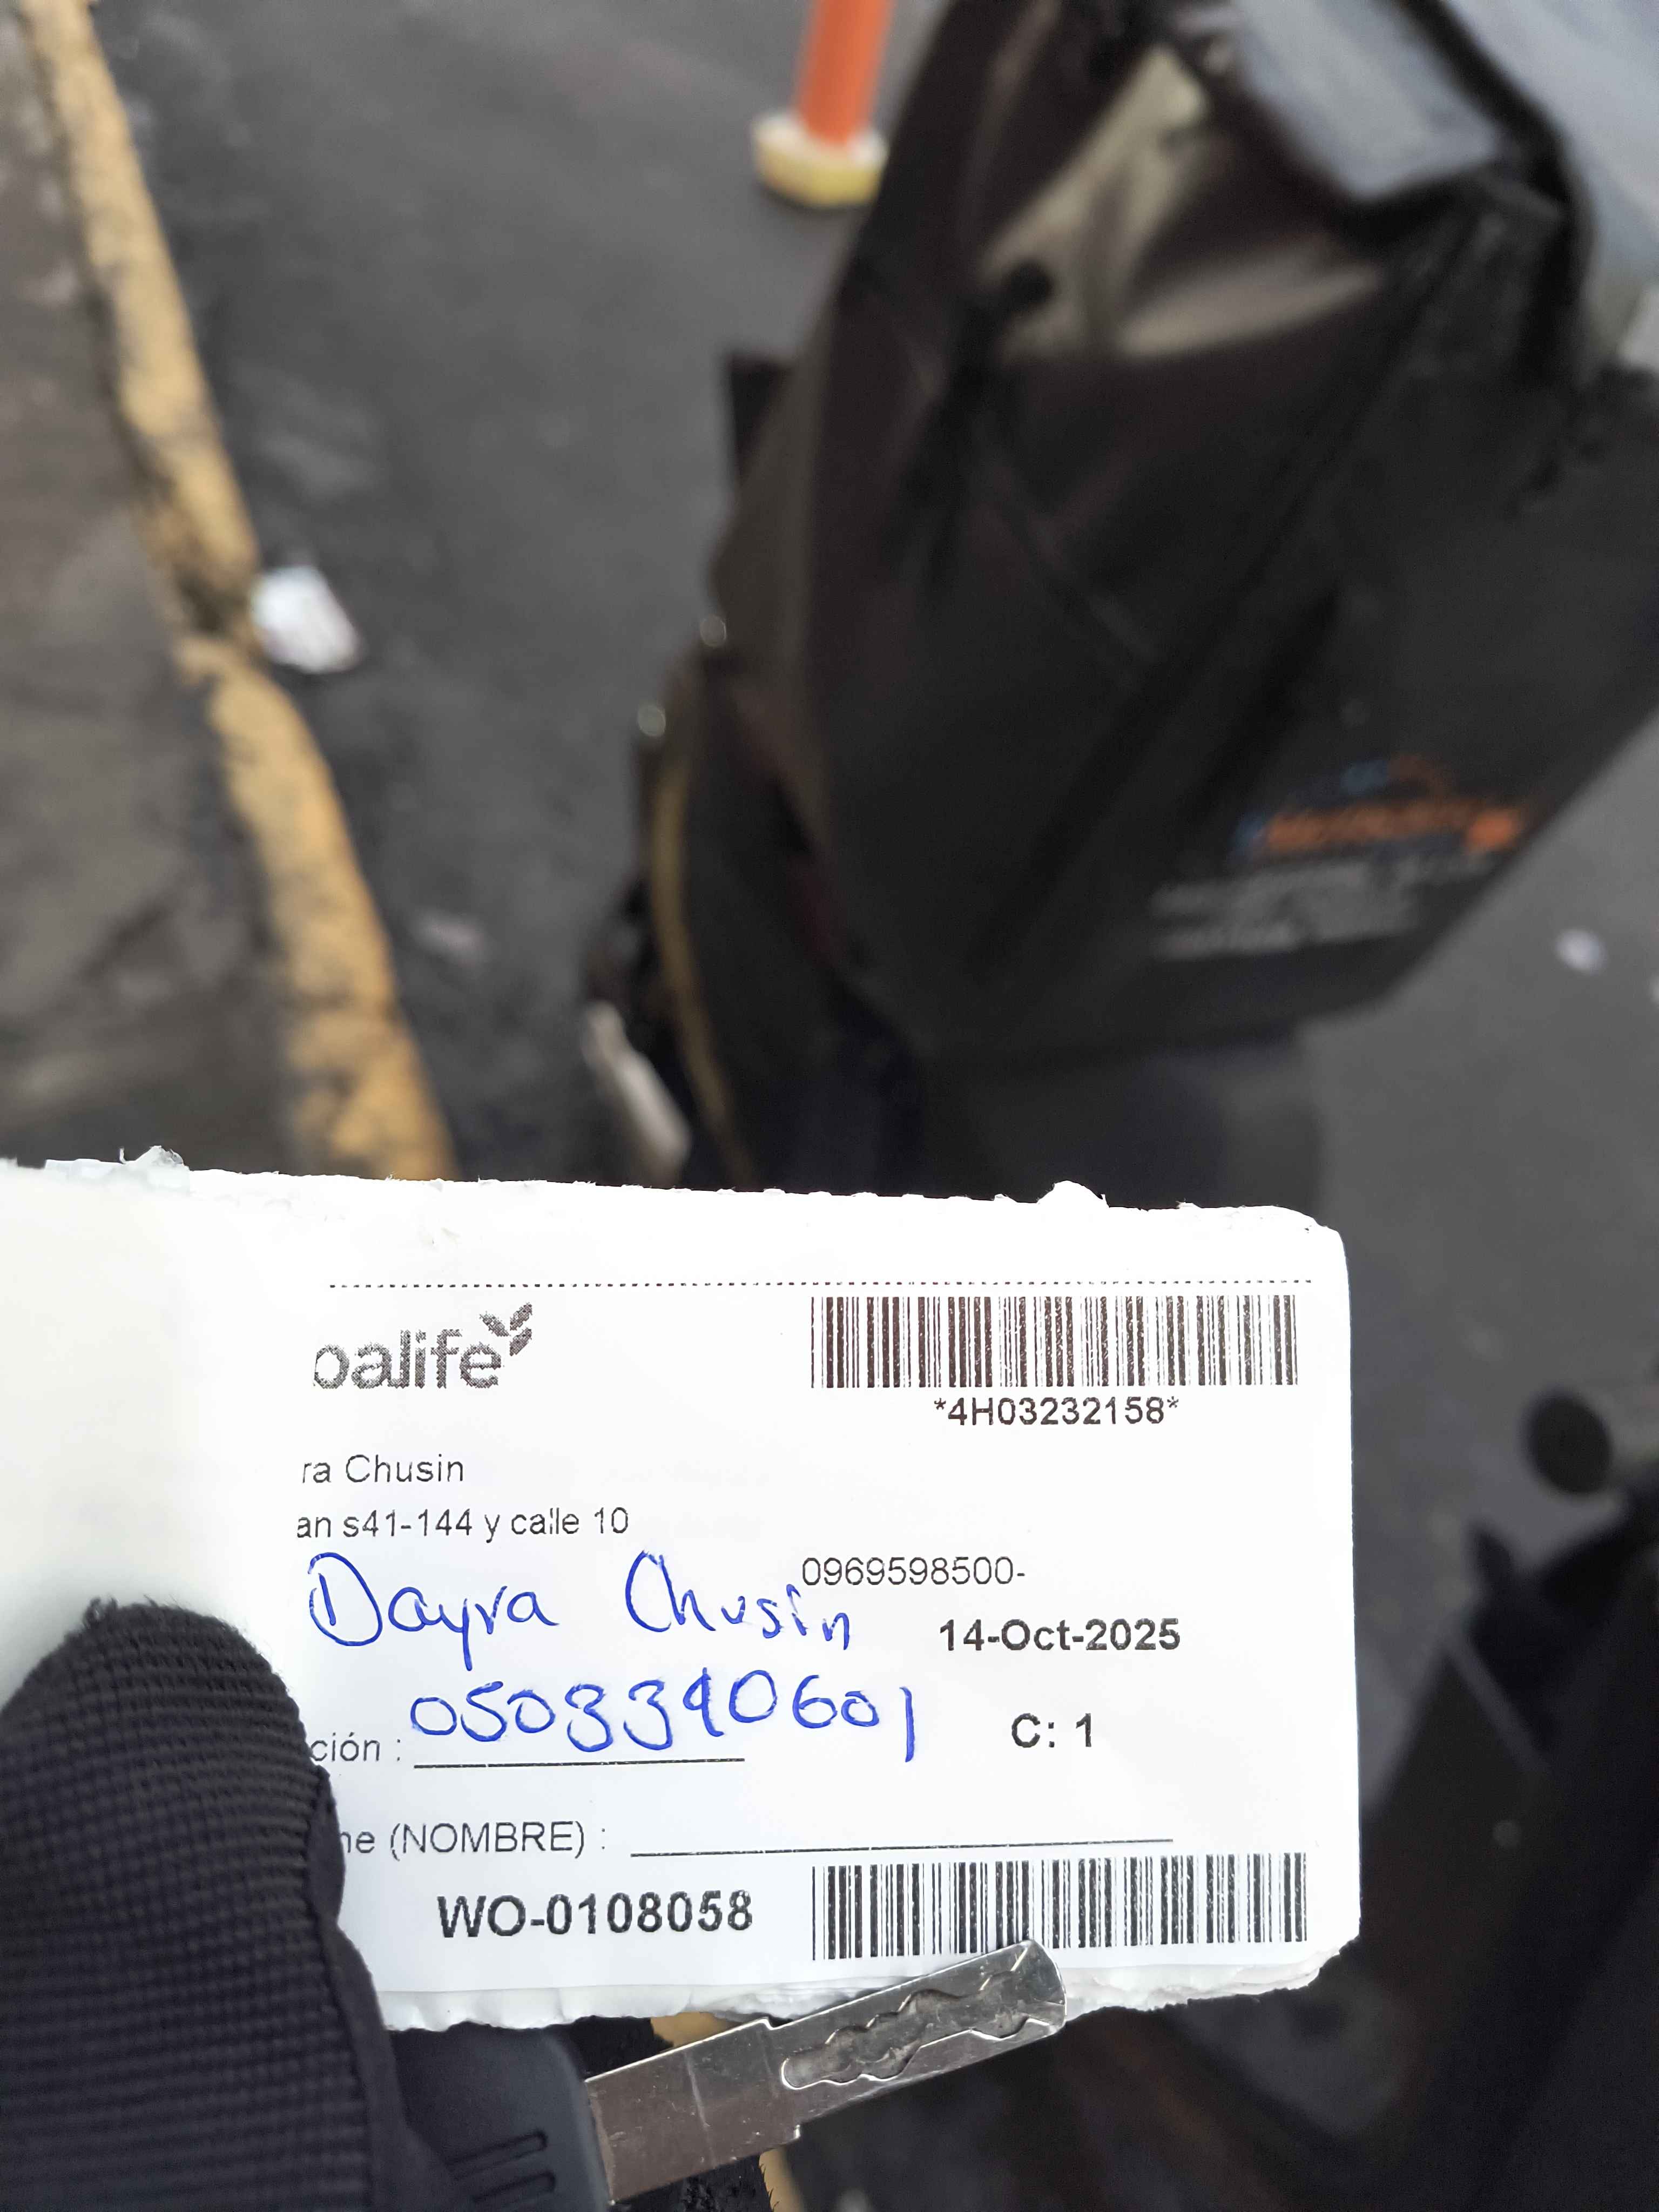 oalife
*4H03232158*
ra Chusin
an s41-144 y calle 10
0969598500-
Dayra Chusin
14-Oct-2025
0503390601
ción :
C: 1
ne (NOMBRE) :
WO-0108058